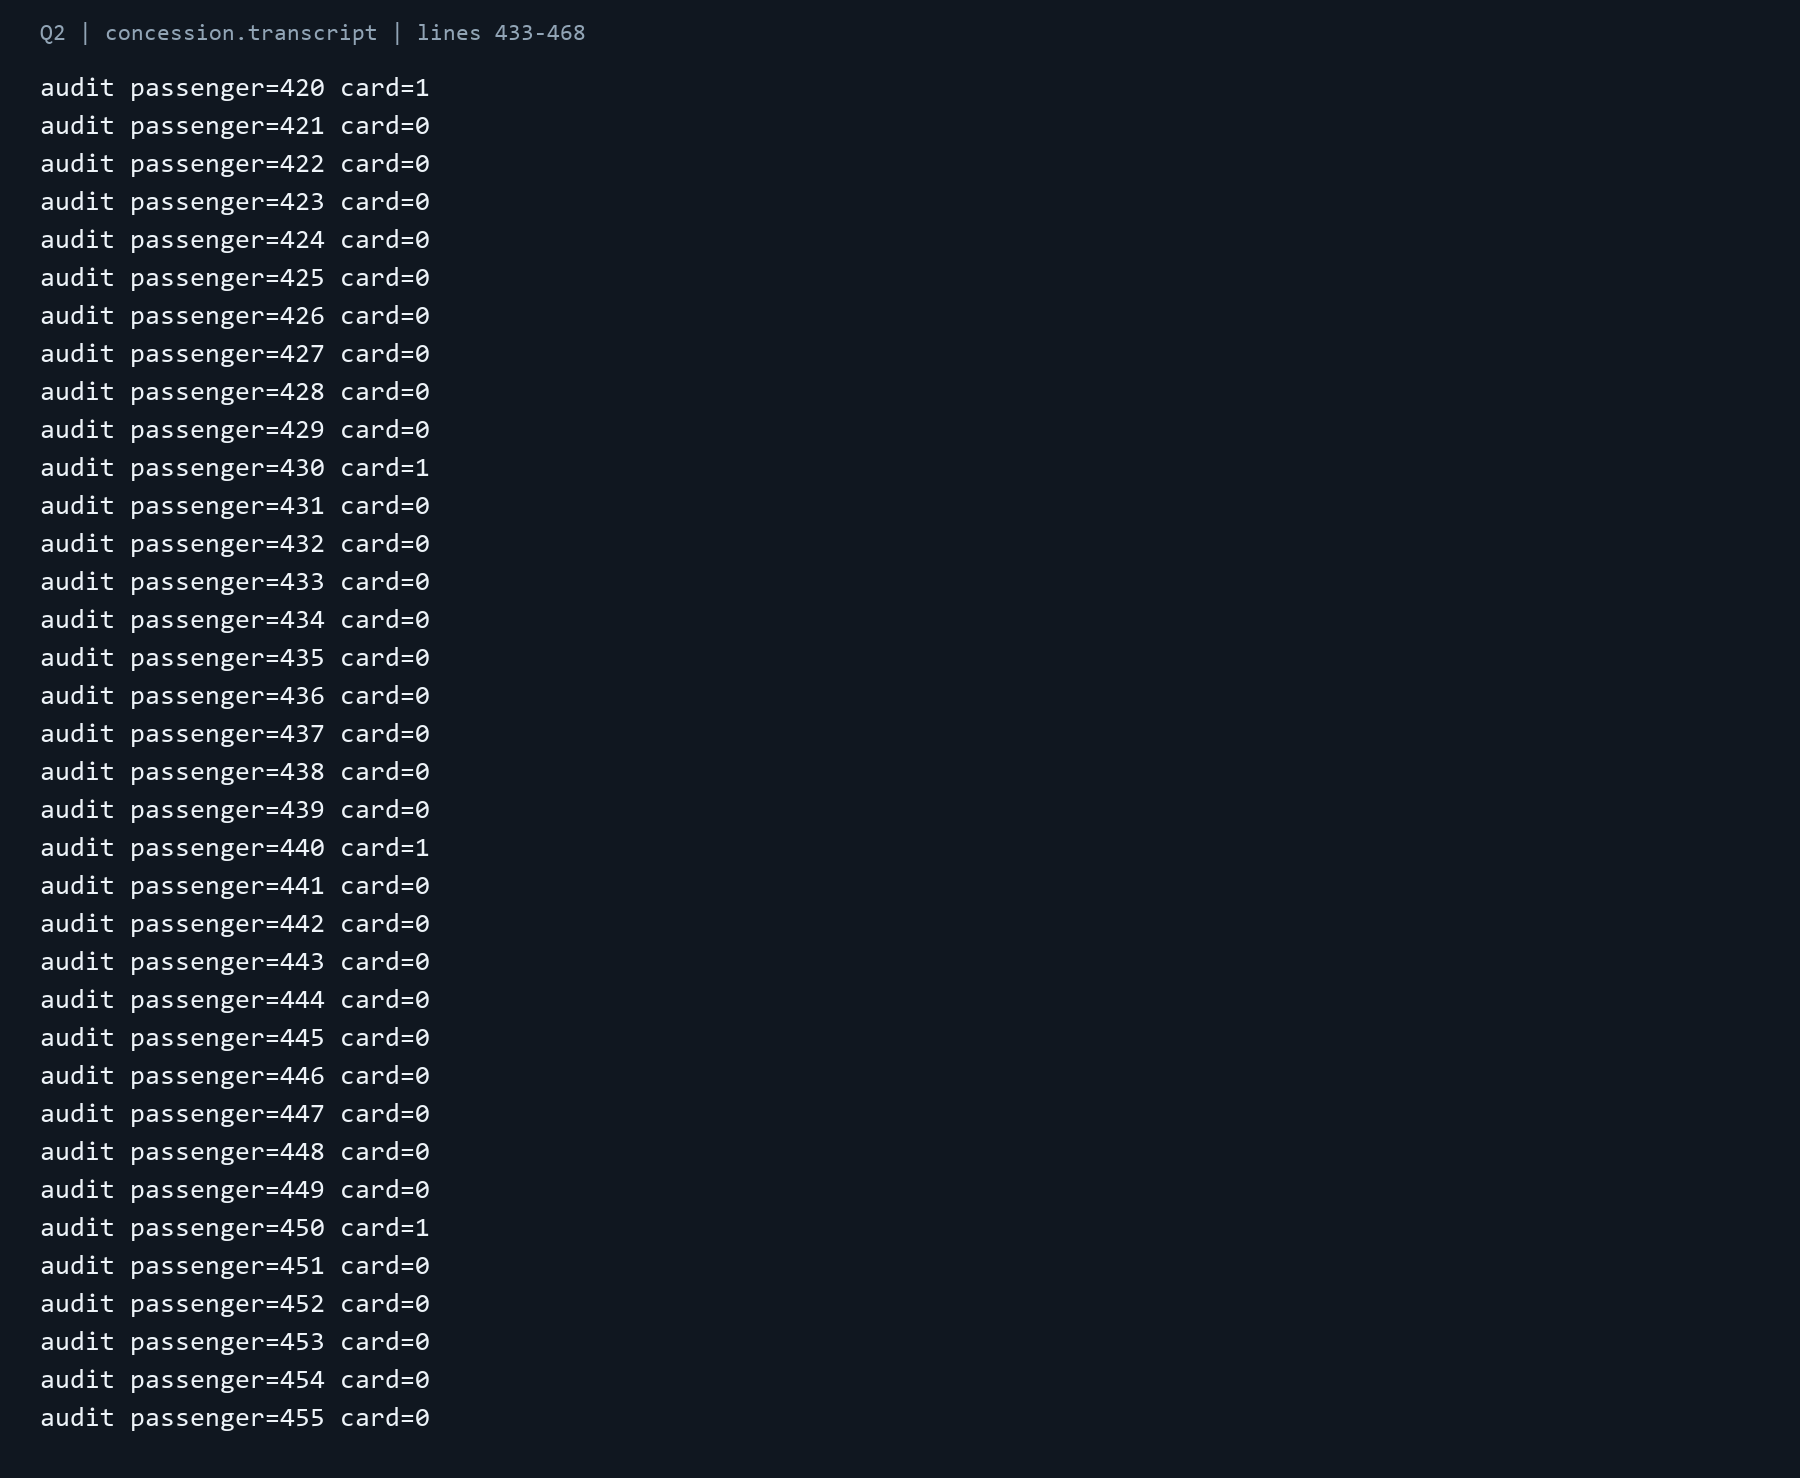 Q2 | concession.transcript | lines 433-468
audit passenger=420 card=1
audit passenger=421 card=0
audit passenger=422 card=0
audit passenger=423 card=0
audit passenger=424 card=0
audit passenger=425 card=0
audit passenger=426 card=0
audit passenger=427 card=0
audit passenger=428 card=0
audit passenger=429 card=0
audit passenger=430 card=1
audit passenger=431 card=0
audit passenger=432 card=0
audit passenger=433 card=0
audit passenger=434 card=0
audit passenger=435 card=0
audit passenger=436 card=0
audit passenger=437 card=0
audit passenger=438 card=0
audit passenger=439 card=0
audit passenger=440 card=1
audit passenger=441 card=0
audit passenger=442 card=0
audit passenger=443 card=0
audit passenger=444 card=0
audit passenger=445 card=0
audit passenger=446 card=0
audit passenger=447 card=0
audit passenger=448 card=0
audit passenger=449 card=0
audit passenger=450 card=1
audit passenger=451 card=0
audit passenger=452 card=0
audit passenger=453 card=0
audit passenger=454 card=0
audit passenger=455 card=0